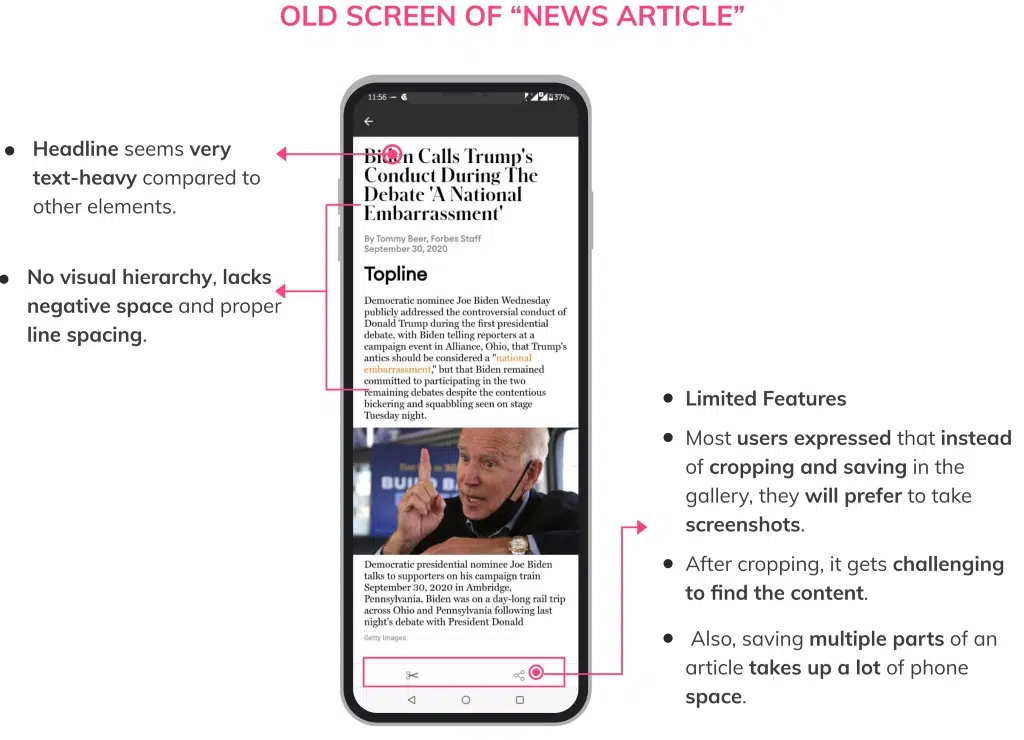 OLD SCREEN OF “NEWS ARTICLE”
Headline seems very
text-heavy compared to
other elements.
No visual hierarchy, lacks
negative space and proper
line spacing.
11:56
37%
Biden Calls Trump's
Conduct During The
Debate 'A National
Embarrassment'
By Tommy Beer, Forbes Staff
September 30, 2020
Topline
Democratic nominee Joe Biden Wednesday
publicly addressed the controversial conduct of
Donald Trump during the first presidential
debate, with Biden telling reporters at a
campaign event in Alliance, Ohio, that Trump's
antics should be considered a "national
embarrassment," but that Biden remained
committed to participating in the two
remaining debates despite the contentious
bickering and squabbling seen on stage
Tuesday night.
Democratic presidential nominee Joe Biden
talks to supporters on his campaign train
September 30, 2020 in Ambridge,
Pennsylvania. Biden was on a day-long rail trip
across Ohio and Pennsylvania following last
night's debate with President Donald
Getty Images
Limited Features
Most users expressed that instead
of cropping and saving in the
gallery, they will prefer to take
screenshots.
After cropping, it gets challenging
to find the content.
Also, saving multiple parts of an
article takes up a lot of phone
space.